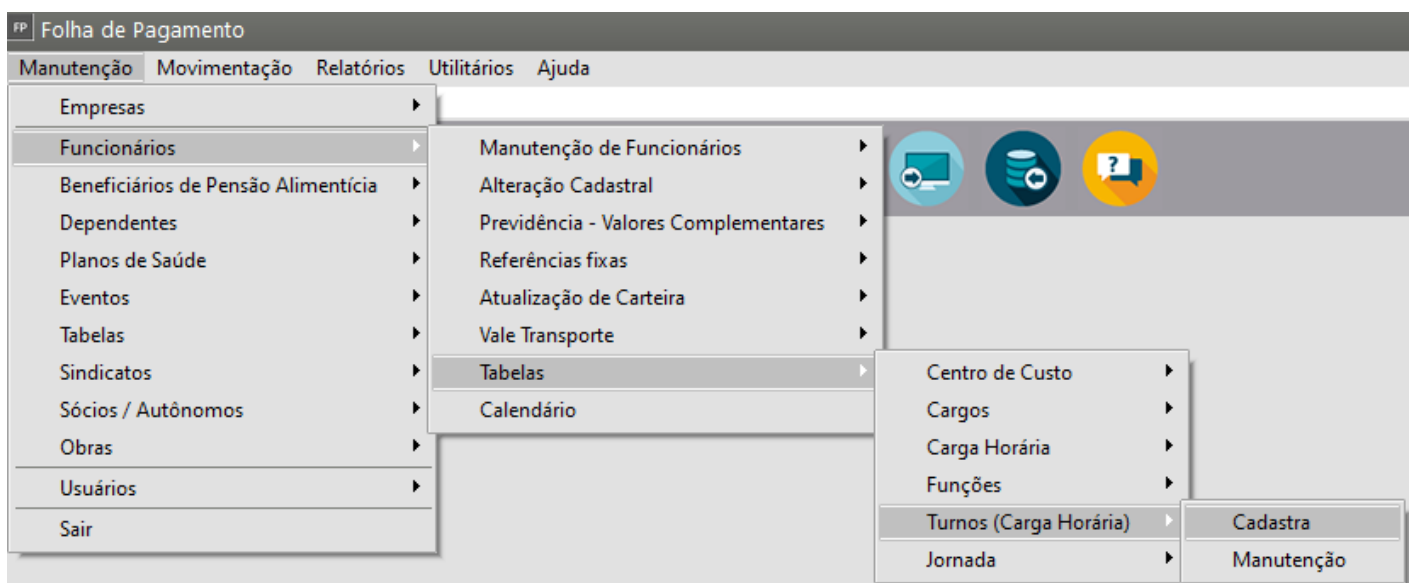 FP Folha de Pagamento
Manutenção Movimentação Relatórios Utilitários Ajuda
Empresas
Funcionários
Beneficiários de Pensão Alimentícia
Dependentes
Planos de Saúde
Eventos
Tabelas
Sindicatos
Sócios / Autônomos
Obras
Usuários
Sair
Manutenção de Funcionários
Alteração Cadastral
Previdência - Valores Complementares
Referências fixas
Atualização de Carteira
Vale Transporte
Tabelas
Calendário
?
Centro de Custo
Cargos
Carga Horária
Funções
Turnos (Carga Horária)
Jornada
Cadastra
Manutenção